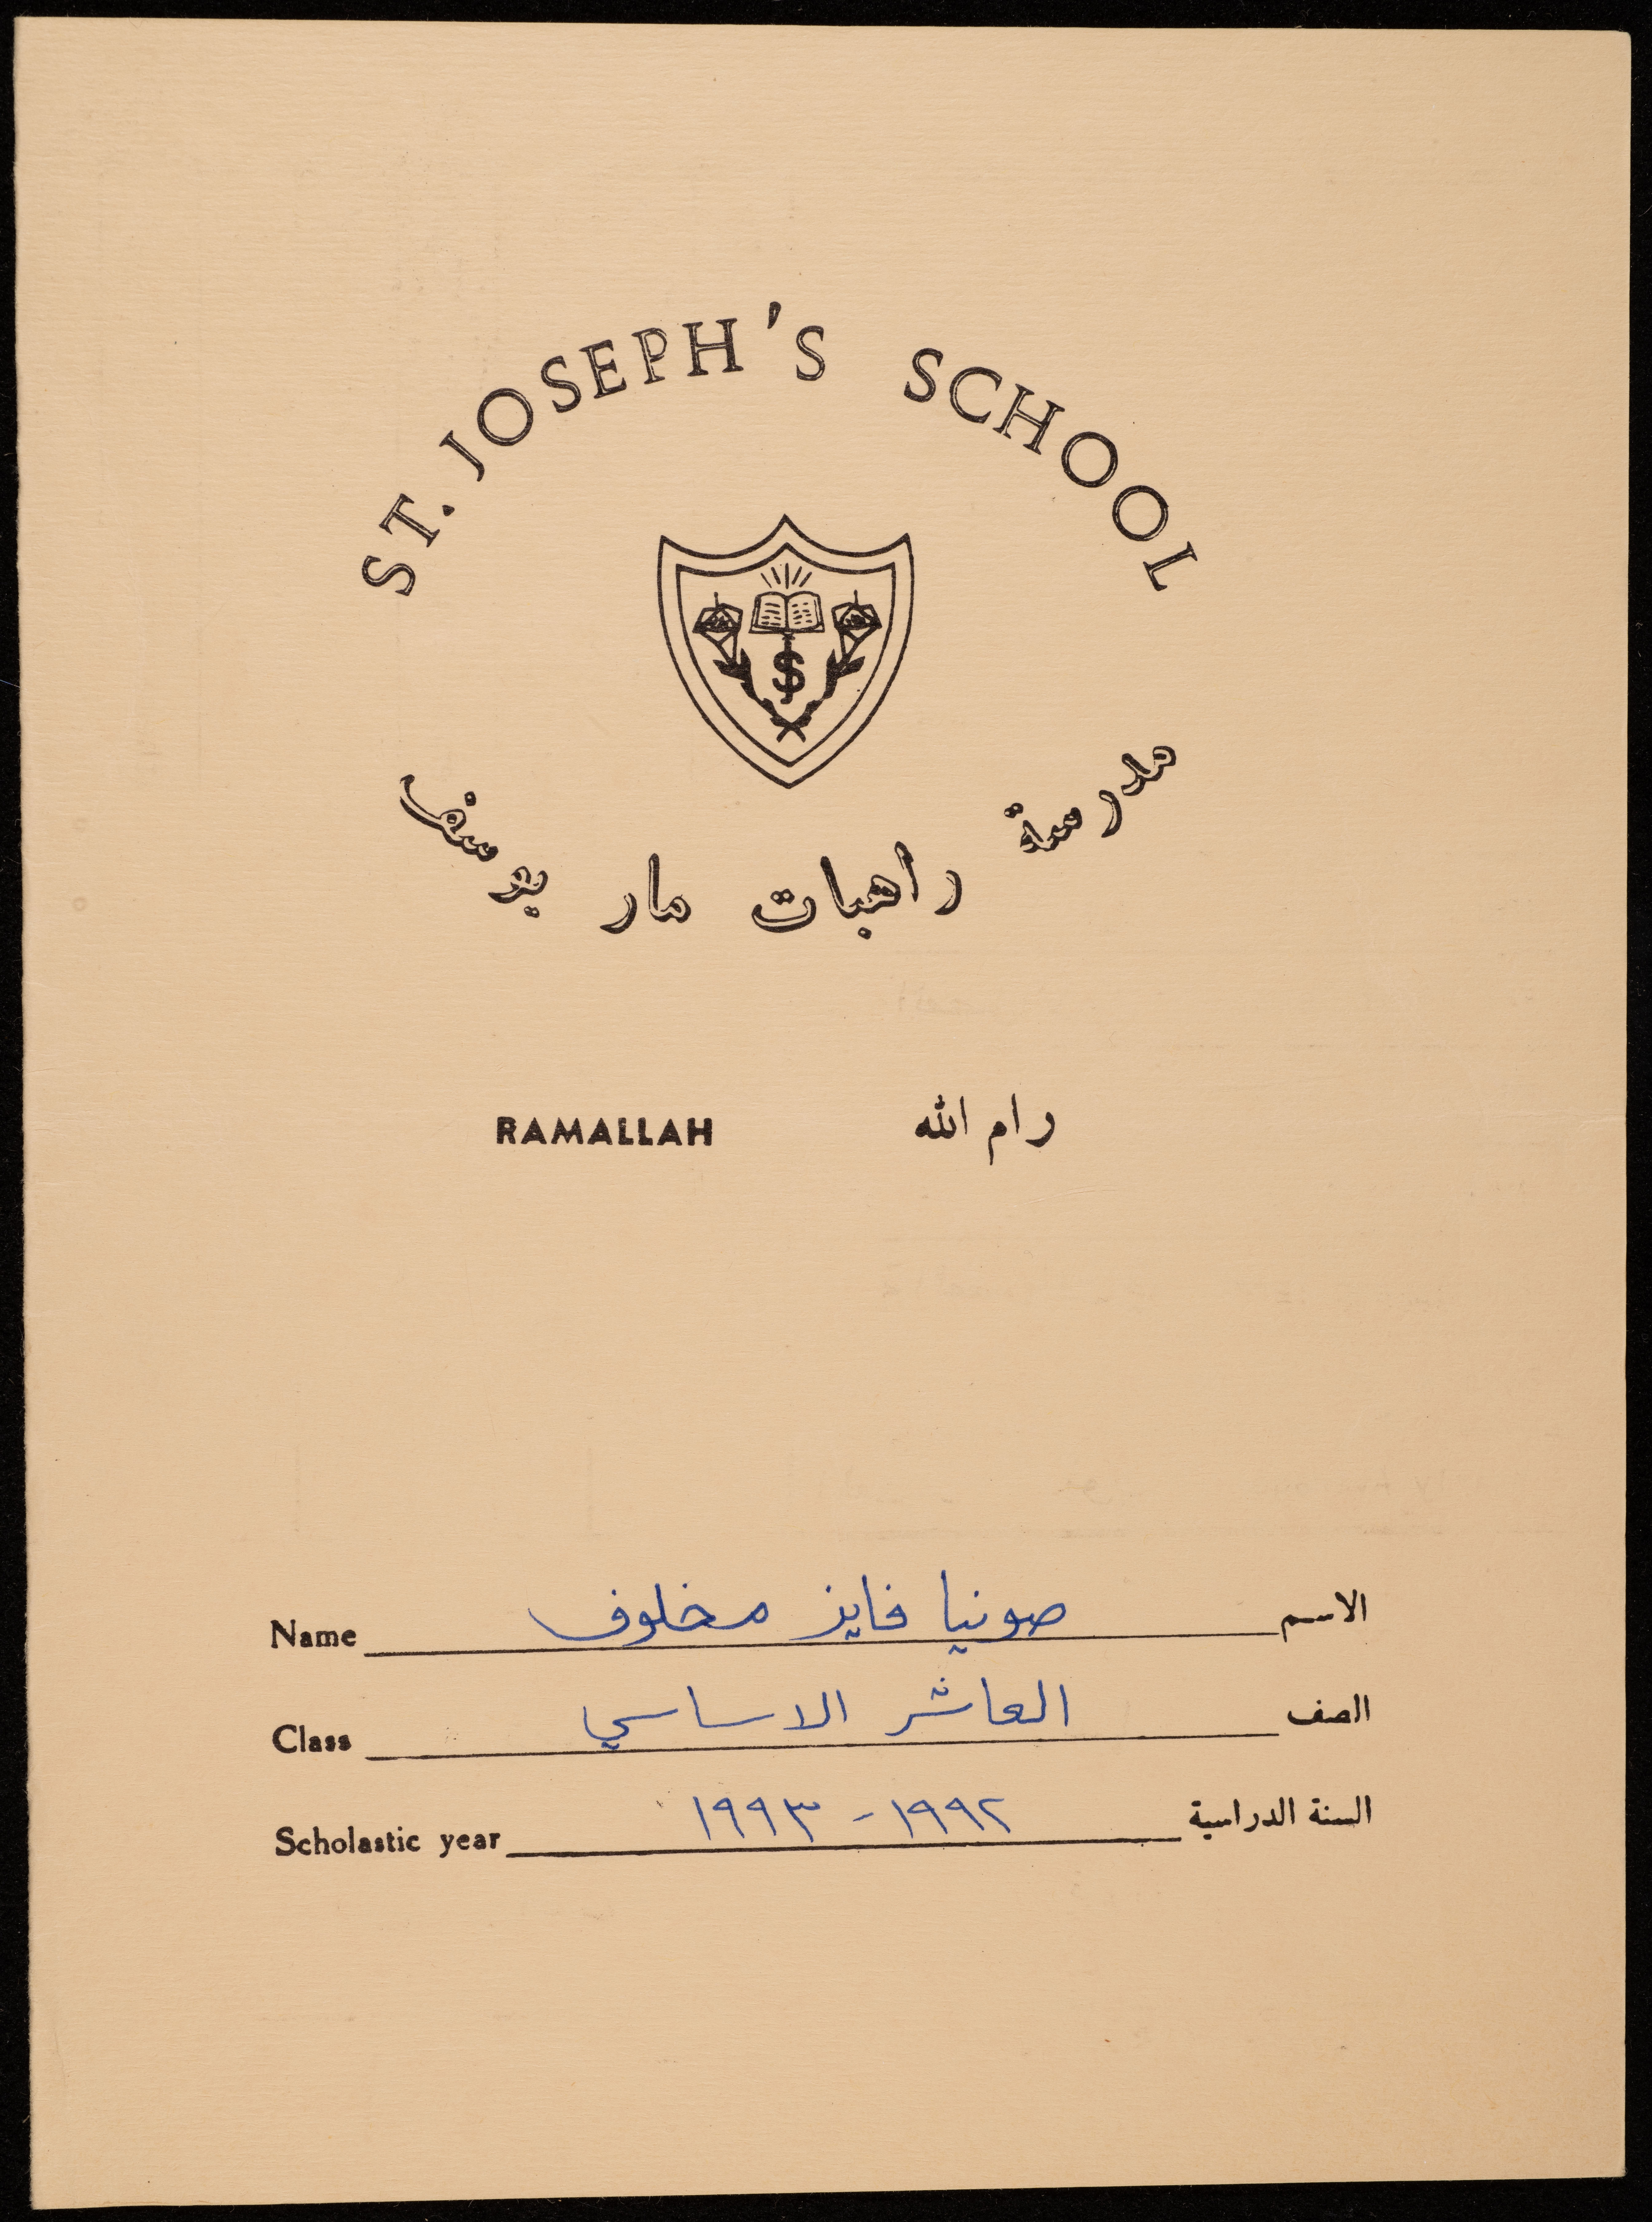 ST. JOSEPH'S SCHOOL
مدرسة راهبات مار يوسف
RAMALLAH رام الله
Name صونيا فايز مخلوف الاسم
Class العاشر الاساسي الصف
Scholastic year ١٩٩٢ - ١٩٩٣ السنة الدراسية